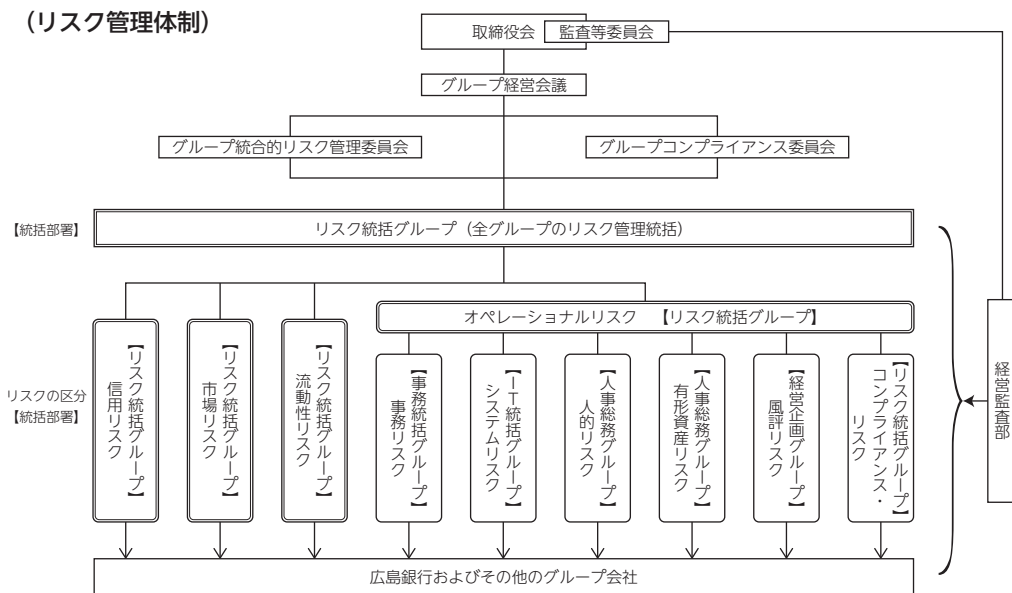 (リスク管理体制)
取締役会
監査等委員会
グループ経営会議
グループ統合的リスク管理委員会
グループコンプライアンス委員会
【統括部署】
リスク統括グループ(全グループのリスク管理統括)
オペレーショナルリスク 【リスク統括グループ】
リスクの区分
【統括部署】
信用リスク
【リスク統括グループ】
市場リスク
【リスク統括グループ】
流動性リスク
【リスク統括グループ】
事務リスク
【事務統括グループ】
システムリスク
【IT統括グループ】
人的リスク
【人事総務グループ】
有形資産リスク
【人事総務グループ】
風評リスク
【経営企画グループ】
コンプライアンス・
リスク
【リスク統括グループ】
経営監査部
広島銀行およびその他のグループ会社